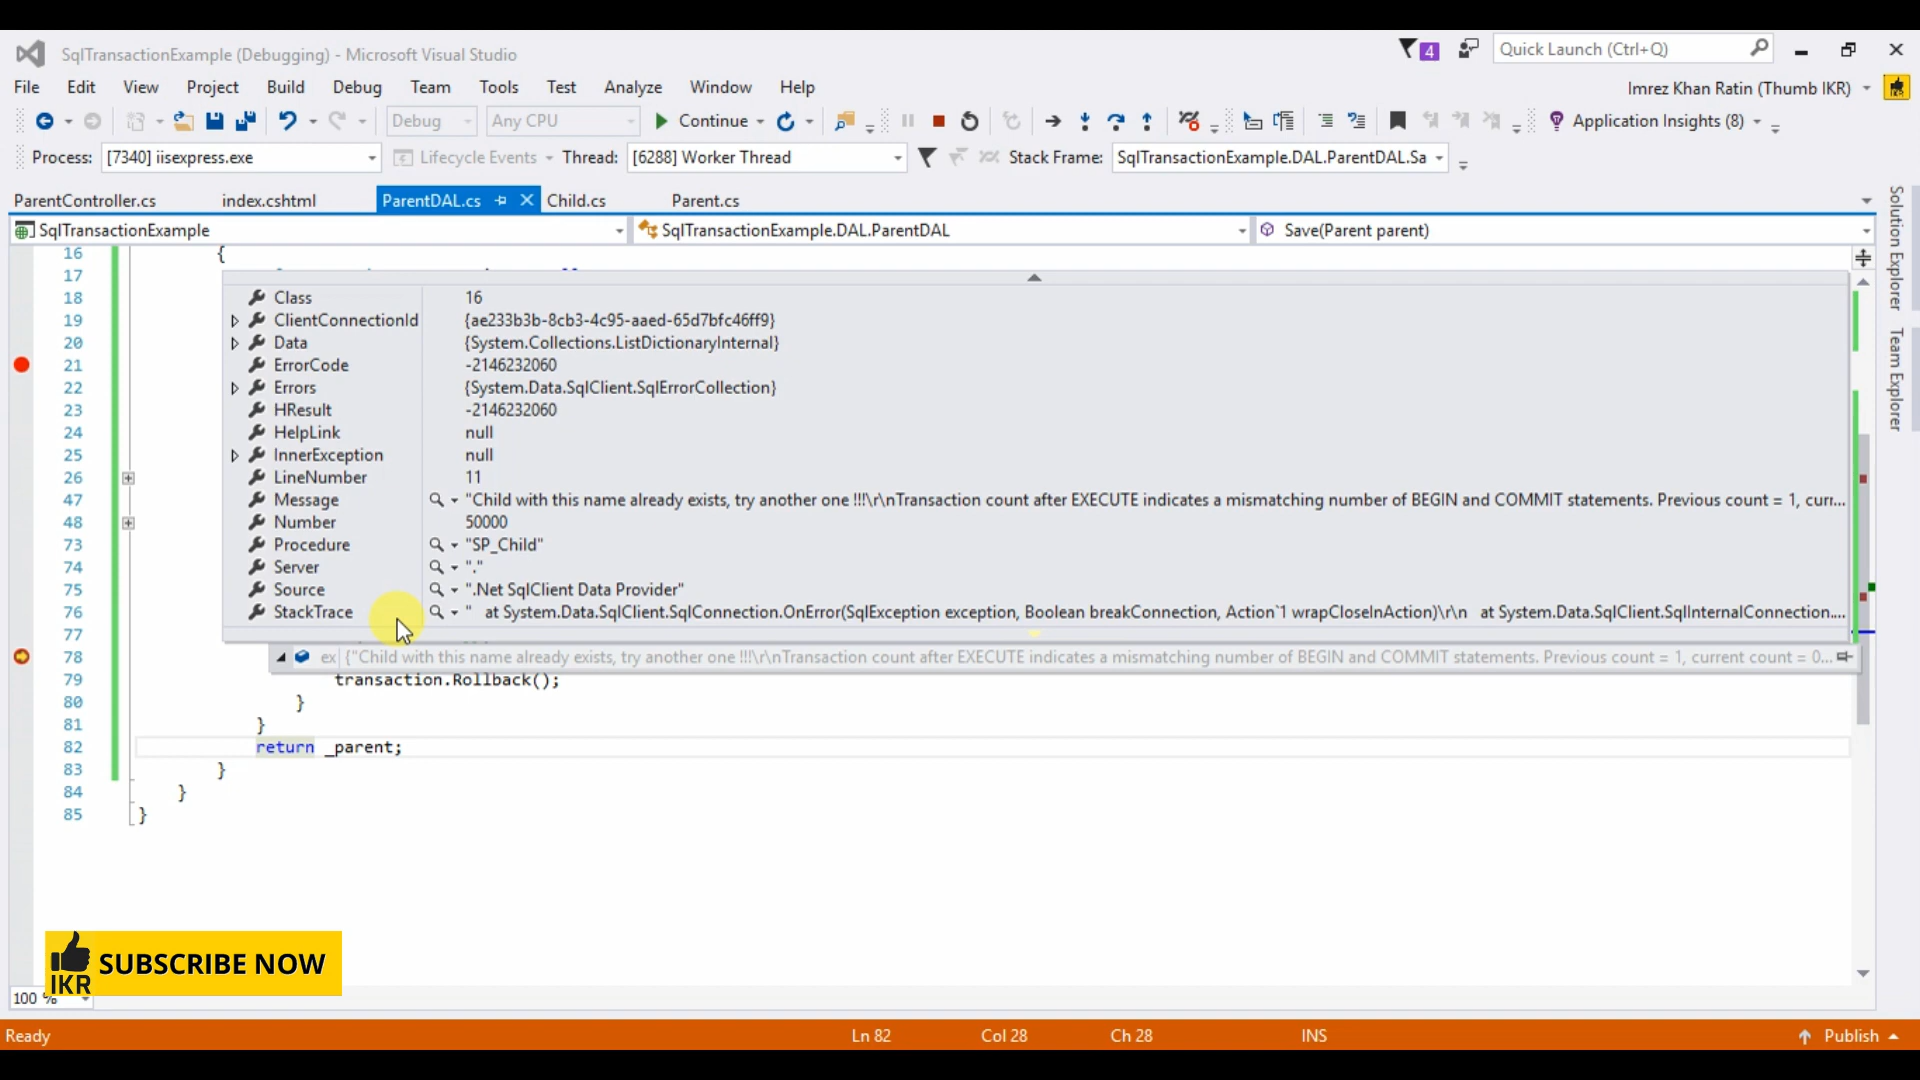 SqlTransactionExample (Debugging) - Microsoft Visual Studio
4
Quick Launch (Ctrl+Q)
File Edit View Project Build Debug Team Tools Test Analyze Window Help
Imrez Khan Ratin (Thumb IKR)
Debug Any CPU Continue Application Insights (8)
Process: [7340] iisexpress.exe Lifecycle Events Thread: [6288] Worker Thread Stack Frame: SqlTransactionExample.DAL.ParentDAL.Sa
ParentController.cs index.cshtml ParentDAL.cs Child.cs Parent.cs
SqlTransactionExample SqlTransactionExample.DAL.ParentDAL Save(Parent parent)
Solution Explorer
Team Explorer
16 {
17
18 Class 16
19 ClientConnectionId {ae233b3b-8cb3-4c95-aaed-65d7bfc46ff9}
20 Data {System.Collections.ListDictionaryInternal}
21 ErrorCode -2146232060
22 Errors {System.Data.SqlClient.SqlErrorCollection}
23 HResult -2146232060
24 HelpLink null
25 InnerException null
26 LineNumber 11
47 Message "Child with this name already exists, try another one !!!\r\nTransaction count after EXECUTE indicates a mismatching number of BEGIN and COMMIT statements. Previous count = 1, curr...
48 Number 50000
73 Procedure "SP_Child"
74 Server "."
75 Source ".Net SqlClient Data Provider"
76 StackTrace "   at System.Data.SqlClient.SqlConnection.OnError(SqlException exception, Boolean breakConnection, Action`1 wrapCloseInAction)\r\n   at System.Data.SqlClient.SqlInternalConnection....
77
78 ex {"Child with this name already exists, try another one !!!\r\nTransaction count after EXECUTE indicates a mismatching number of BEGIN and COMMIT statements. Previous count = 1, current count = 0...
79 transaction.Rollback();
80 }
81 }
82 return _parent;
83 }
84 }
85 }
IKR SUBSCRIBE NOW
100 %
Ready Ln 82 Col 28 Ch 28 INS Publish